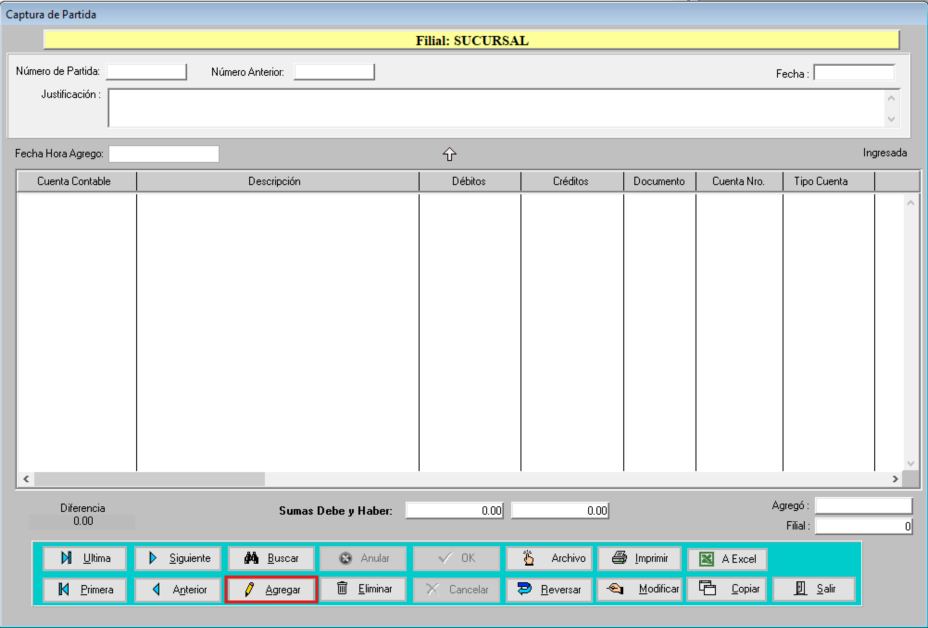 Captura de Partida
Filial: SUCURSAL
Número de Partida: Número Anterior: Fecha :
Justificación :
Fecha Hora Agrego: Ingresada
Cuenta Contable Descripción Débitos Créditos Documento Cuenta Nro. Tipo Cuenta
Diferencia
0.00
Sumas Debe y Haber: 0.00 0.00
Agregó :
Filial : 0
Ultima Siguiente Buscar Anular OK Archivo Imprimir A Excel
Primera Anterior Agregar Eliminar Cancelar Reversar Modificar Copiar Salir